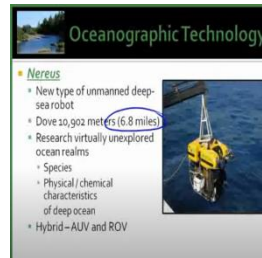 Oceanographic Technology
Nereus
New type of unmanned deep-
sea robot
Dove 10,902 meters (6.8 miles)
Research virtually unexplored
ocean realms
Species
Physical / chemical
characteristics
of deep ocean
Hybrid – AUV and ROV